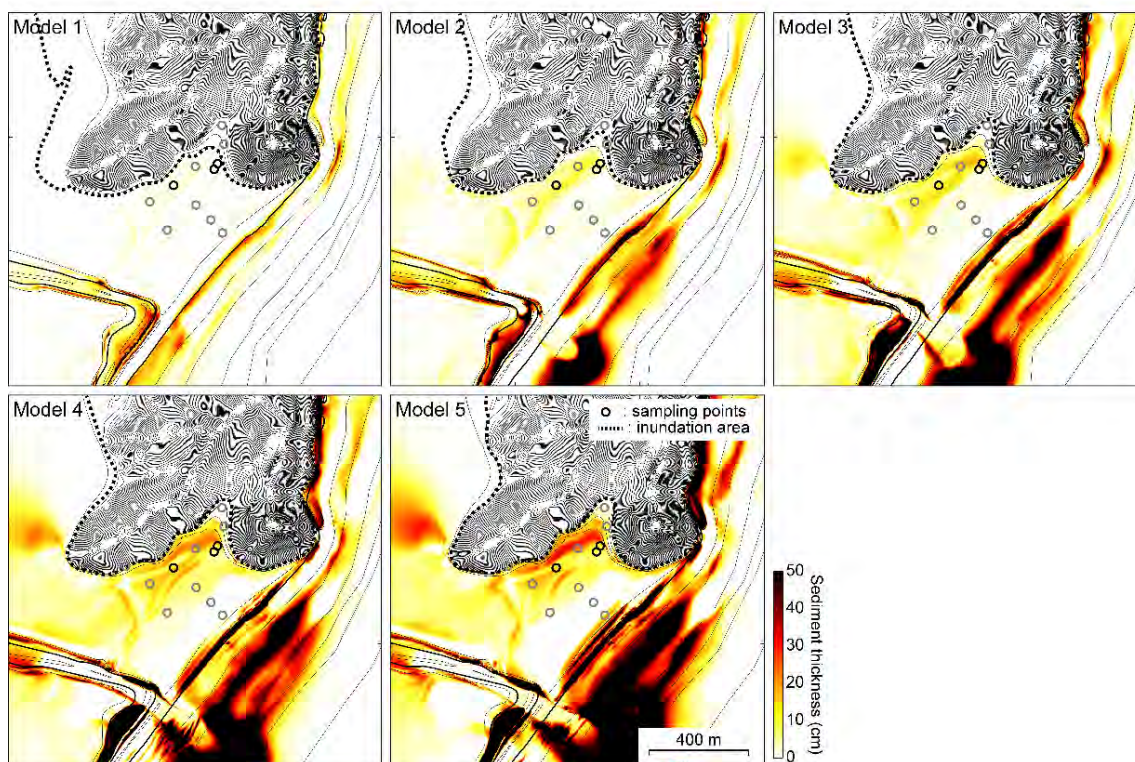 Model 1
Model 2
Model 3
Model 4
Model 5
: sampling points
: inundation area
400 m
50
40
30
20
10
0
Sediment thickness (cm)